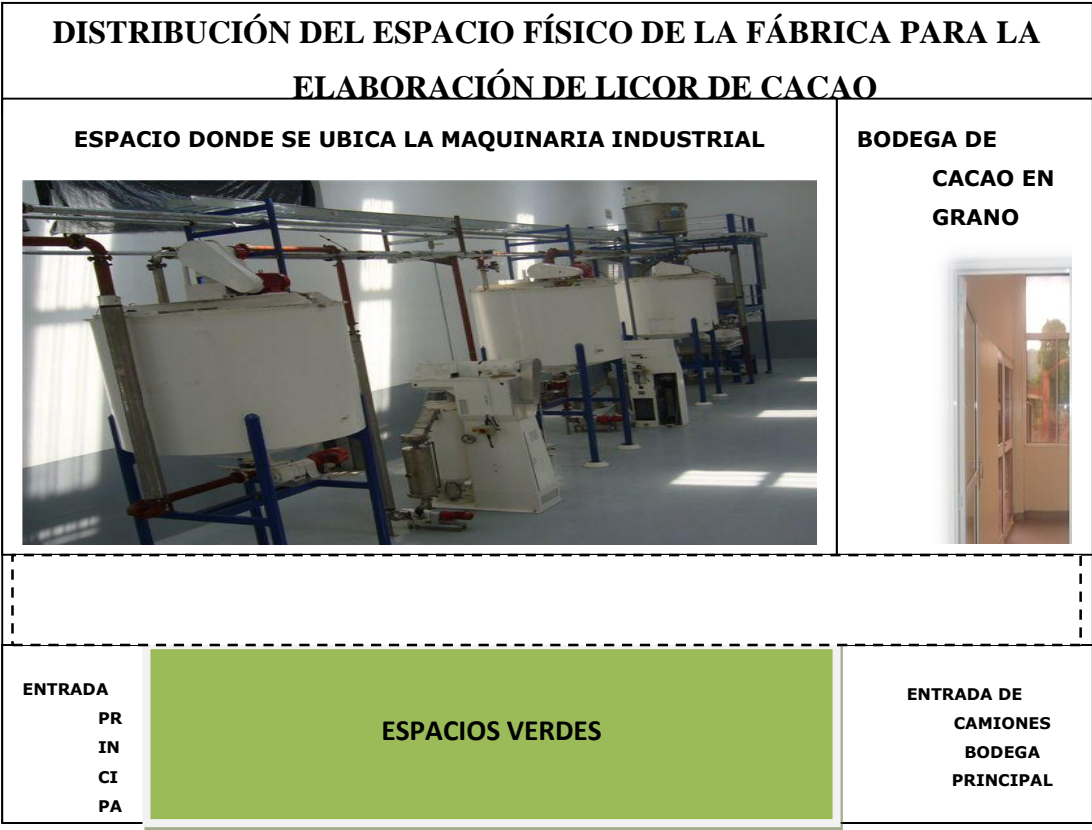 DISTRIBUCIÓN DEL ESPACIO FÍSICO DE LA FÁBRICA PARA LA
ELABORACIÓN DE LICOR DE CACAO
ESPACIO DONDE SE UBICA LA MAQUINARIA INDUSTRIAL
BODEGA DE
CACAO EN
GRANO
ENTRADA
PR
IN
CI
PA
ESPACIOS VERDES
ENTRADA DE
CAMIONES
BODEGA
PRINCIPAL